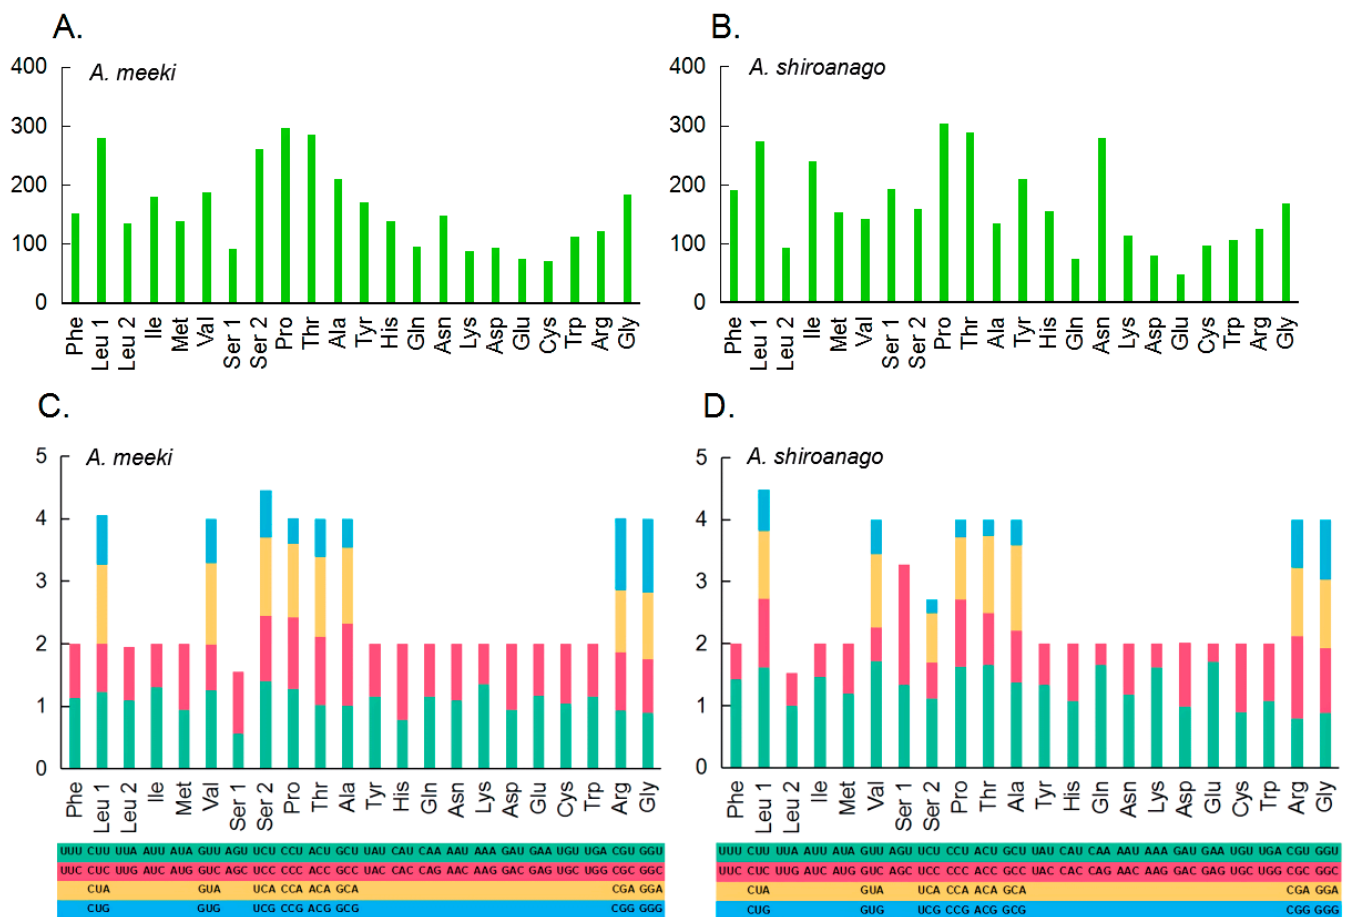 A.
A. meeki
400
300
200
100
0
Phe Leu 1 Leu 2 Ile Met Val Ser 1 Ser 2 Pro Thr Ala Tyr His Gln Asn Lys Asp Glu Cys Trp Arg Gly
B.
A. shiroanago
400
300
200
100
0
Phe Leu 1 Leu 2 Ile Met Val Ser 1 Ser 2 Pro Thr Ala Tyr His Gln Asn Lys Asp Glu Cys Trp Arg Gly
C.
A. meeki
5
4
3
2
1
0
Phe Leu 1 Leu 2 Ile Met Val Ser 1 Ser 2 Pro Thr Ala Tyr His Gln Asn Lys Asp Glu Cys Trp Arg Gly
UUU CUU UUA AUU AUA GUU AGU UCU CCU ACU GCU UAU CAU CAA AAU AAA GAU GAA UGU UGA CGU GGU
UUC CUC UUG AUC AUG GUC AGC UCC CCC ACC GCC UAC CAC CAG AAC AAG GAC GAG UGC UGG CGC GGC
CUA GUA UCA CCA ACA GCA CGA GGA
CUG GUG UCG CCG ACG GCG CGG GGG
D.
A. shiroanago
5
4
3
2
1
0
Phe Leu 1 Leu 2 Ile Met Val Ser 1 Ser 2 Pro Thr Ala Tyr His Gln Asn Lys Asp Glu Cys Trp Arg Gly
UUU CUU UUA AUU AUA GUU AGU UCU CCU ACU GCU UAU CAU CAA AAU AAA GAU GAA UGU UGA CGU GGU
UUC CUC UUG AUC AUG GUC AGC UCC CCC ACC GCC UAC CAC CAG AAC AAG GAC GAG UGC UGG CGC GGC
CUA GUA UCA CCA ACA GCA CGA GGA
CUG GUG UCG CCG ACG GCG CGG GGG